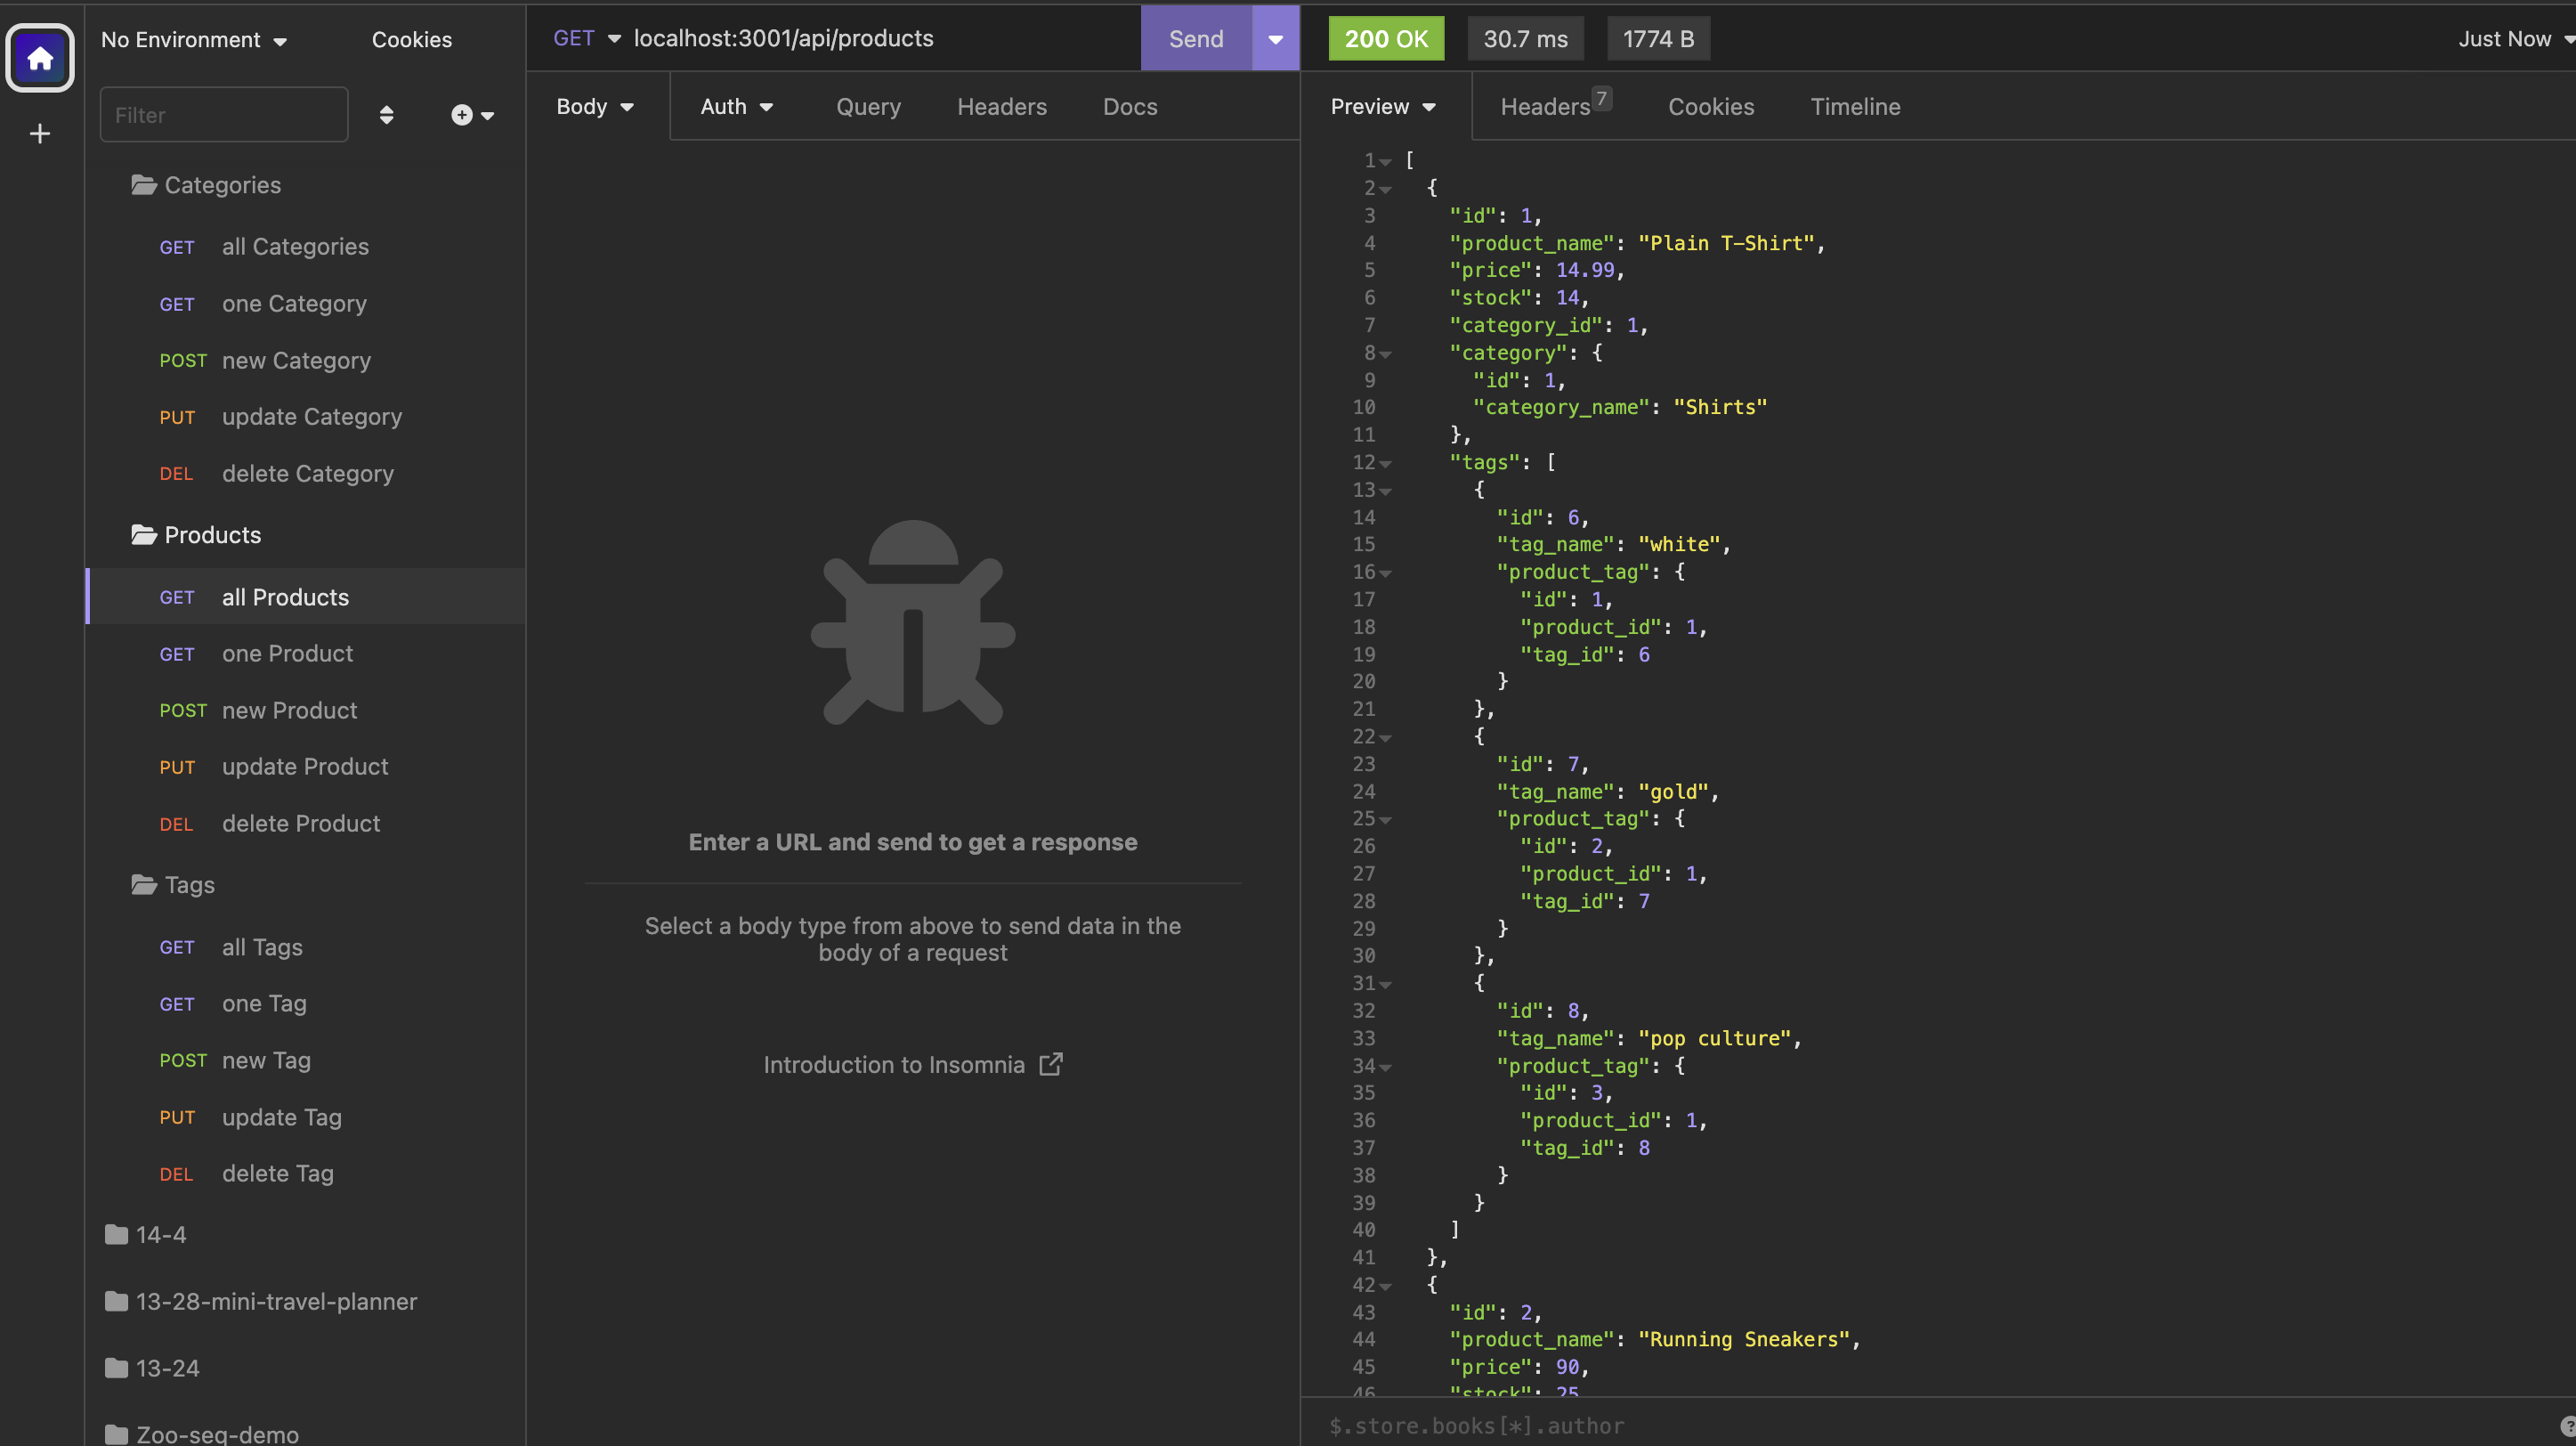 No Environment Cookies
Filter
Categories
GET all Categories
GET one Category
POST new Category
PUT update Category
DEL delete Category
Products
GET all Products
GET one Product
POST new Product
PUT update Product
DEL delete Product
Tags
GET all Tags
GET one Tag
POST new Tag
PUT update Tag
DEL delete Tag
14-4
13-28-mini-travel-planner
13-24
Zoo-seq-demo
GET localhost:3001/api/products Send
Body Auth Query Headers Docs
Enter a URL and send to get a response
Select a body type from above to send data in the
body of a request
Introduction to Insomnia
200 OK 30.7 ms 1774 B Just Now
Preview Headers 7 Cookies Timeline
1 [
2 {
3 "id": 1,
4 "product_name": "Plain T-Shirt",
5 "price": 14.99,
6 "stock": 14,
7 "category_id": 1,
8 "category": {
9 "id": 1,
10 "category_name": "Shirts"
11 },
12 "tags": [
13 {
14 "id": 6,
15 "tag_name": "white",
16 "product_tag": {
17 "id": 1,
18 "product_id": 1,
19 "tag_id": 6
20 }
21 },
22 {
23 "id": 7,
24 "tag_name": "gold",
25 "product_tag": {
26 "id": 2,
27 "product_id": 1,
28 "tag_id": 7
29 }
30 },
31 {
32 "id": 8,
33 "tag_name": "pop culture",
34 "product_tag": {
35 "id": 3,
36 "product_id": 1,
37 "tag_id": 8
38 }
39 }
40 ]
41 },
42 {
43 "id": 2,
44 "product_name": "Running Sneakers",
45 "price": 90,
46 "stock": 25
$.store.books[*].author ?